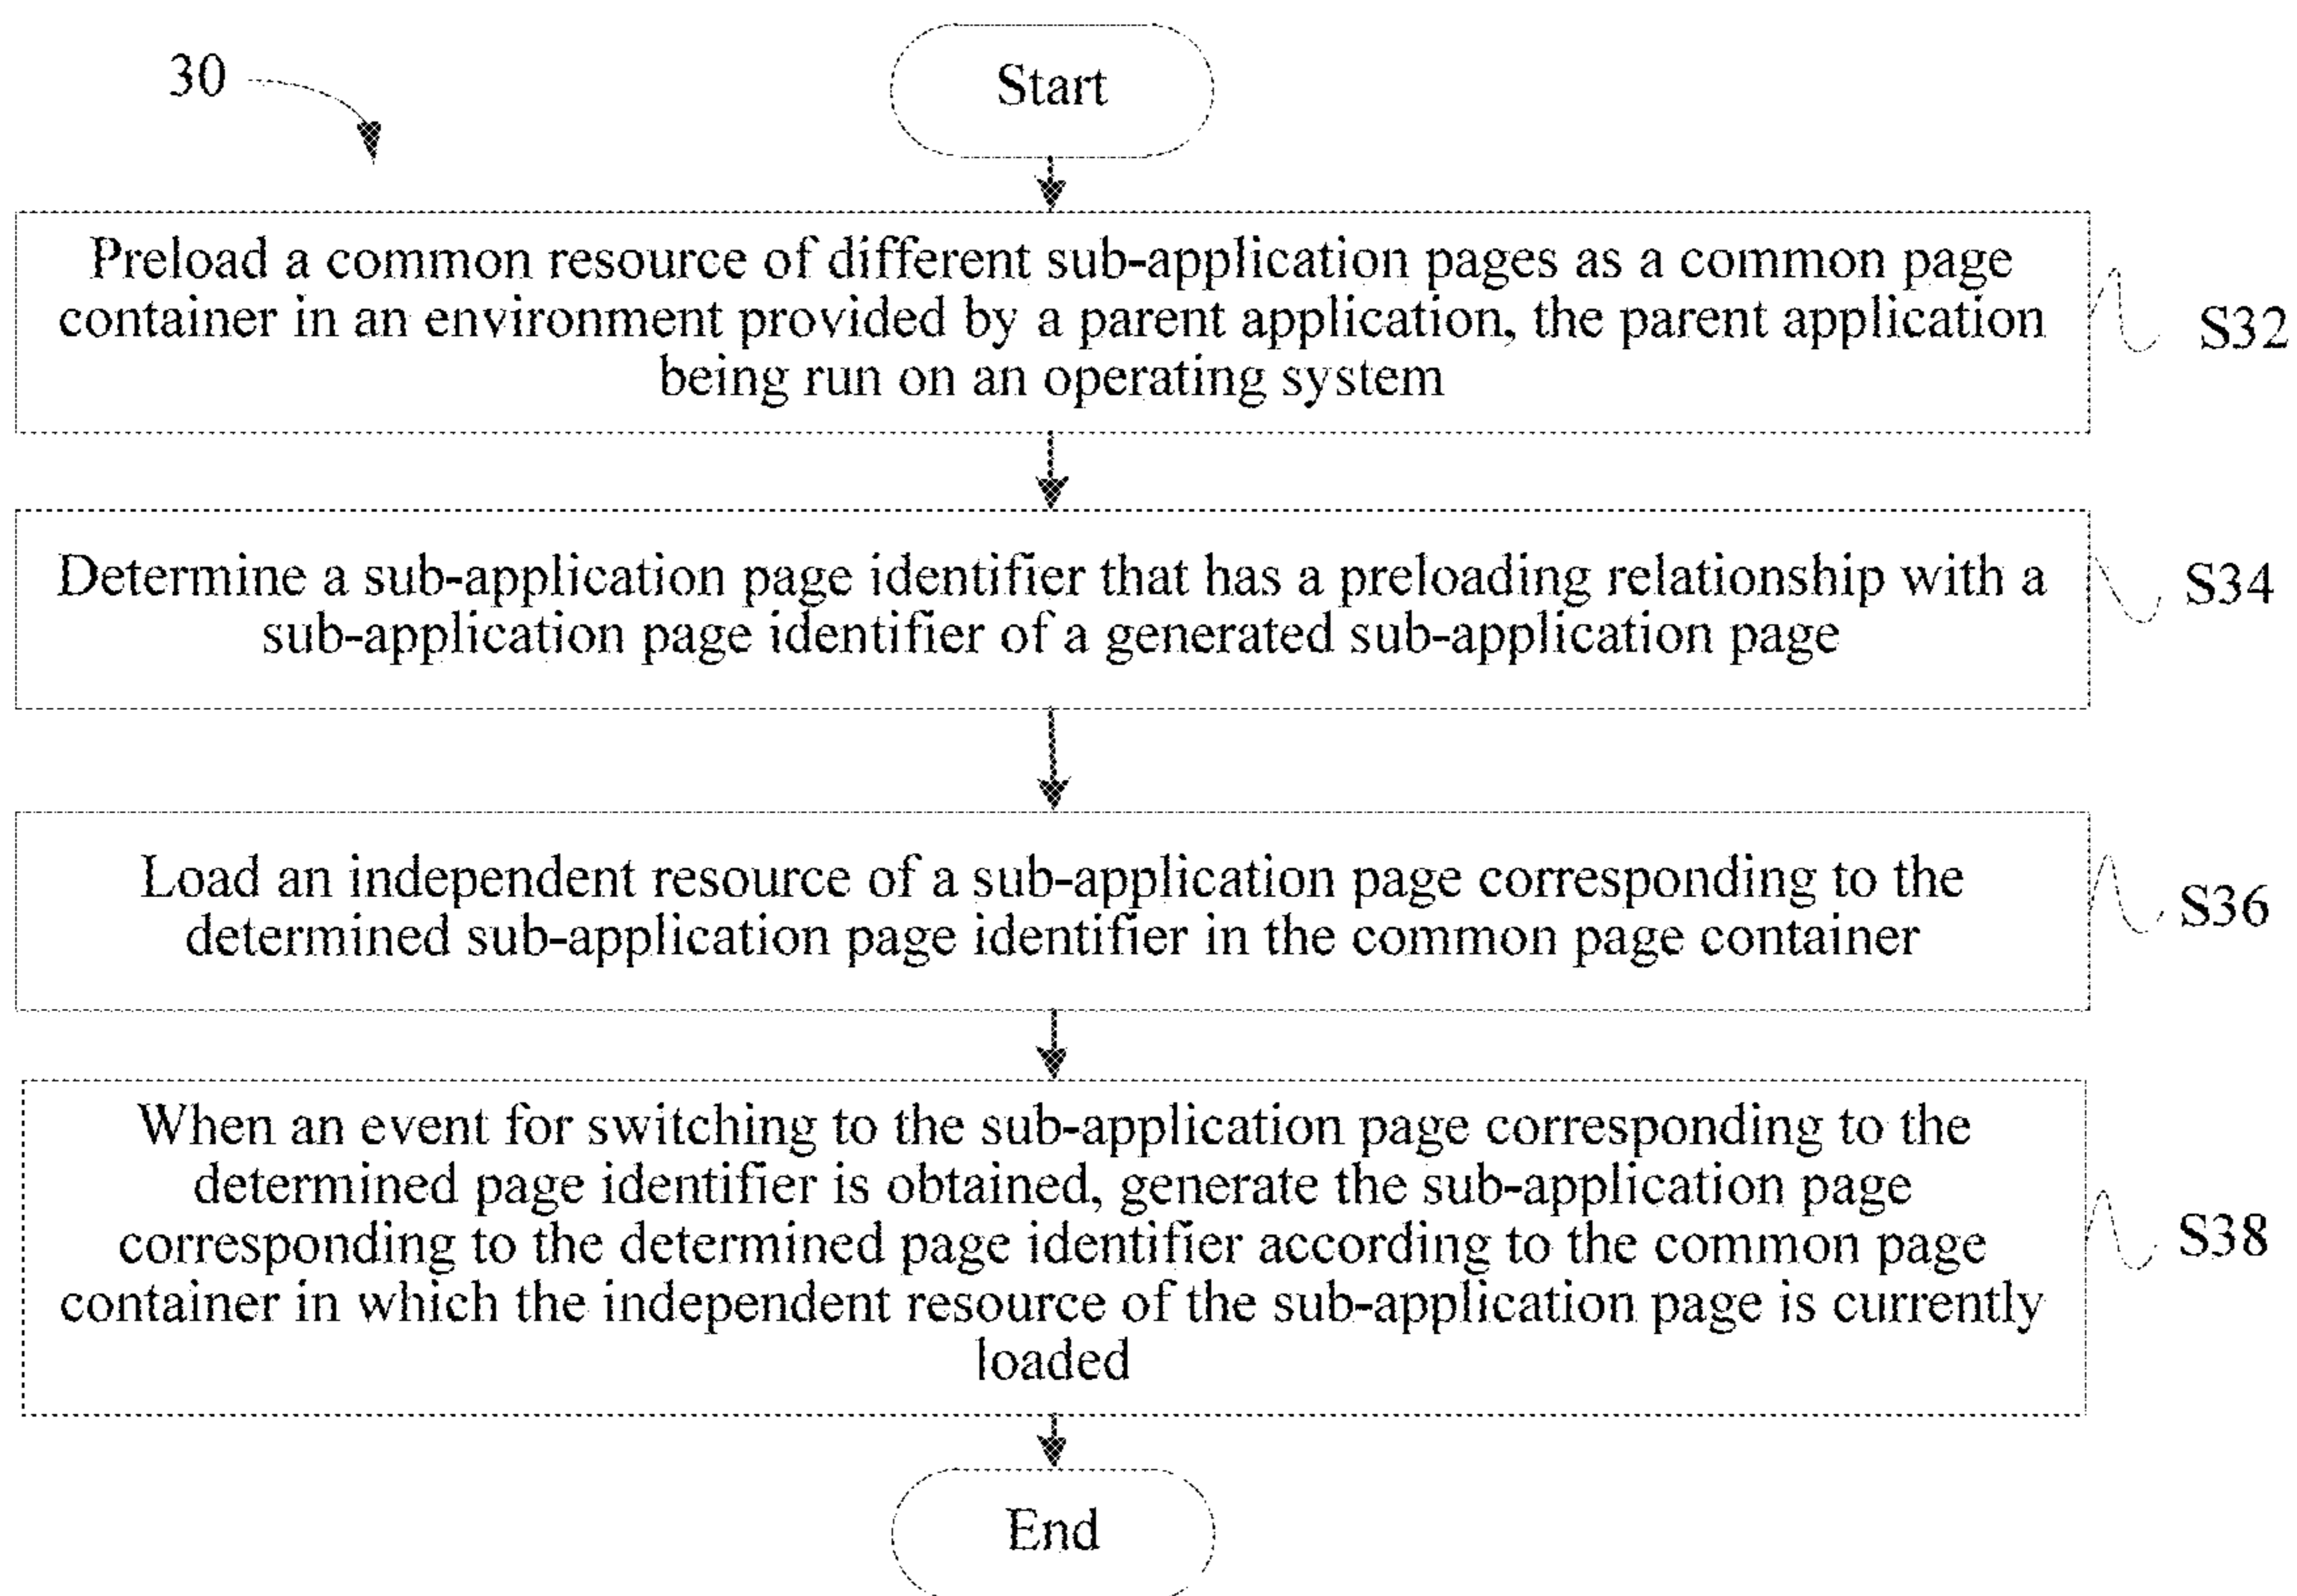 30
Start
Preload a common resource of different sub-application pages as a common page
container in an environment provided by a parent application, the parent application
being run on an operating system
S32
Determine a sub-application page identifier that has a preloading relationship with a
sub-application page identifier of a generated sub-application page
S34
Load an independent resource of a sub-application page corresponding to the
determined sub-application page identifier in the common page container
S36
When an event for switching to the sub-application page corresponding to the
determined page identifier is obtained, generate the sub-application page
corresponding to the determined page identifier according to the common page
container in which the independent resource of the sub-application page is currently
loaded
S38
End